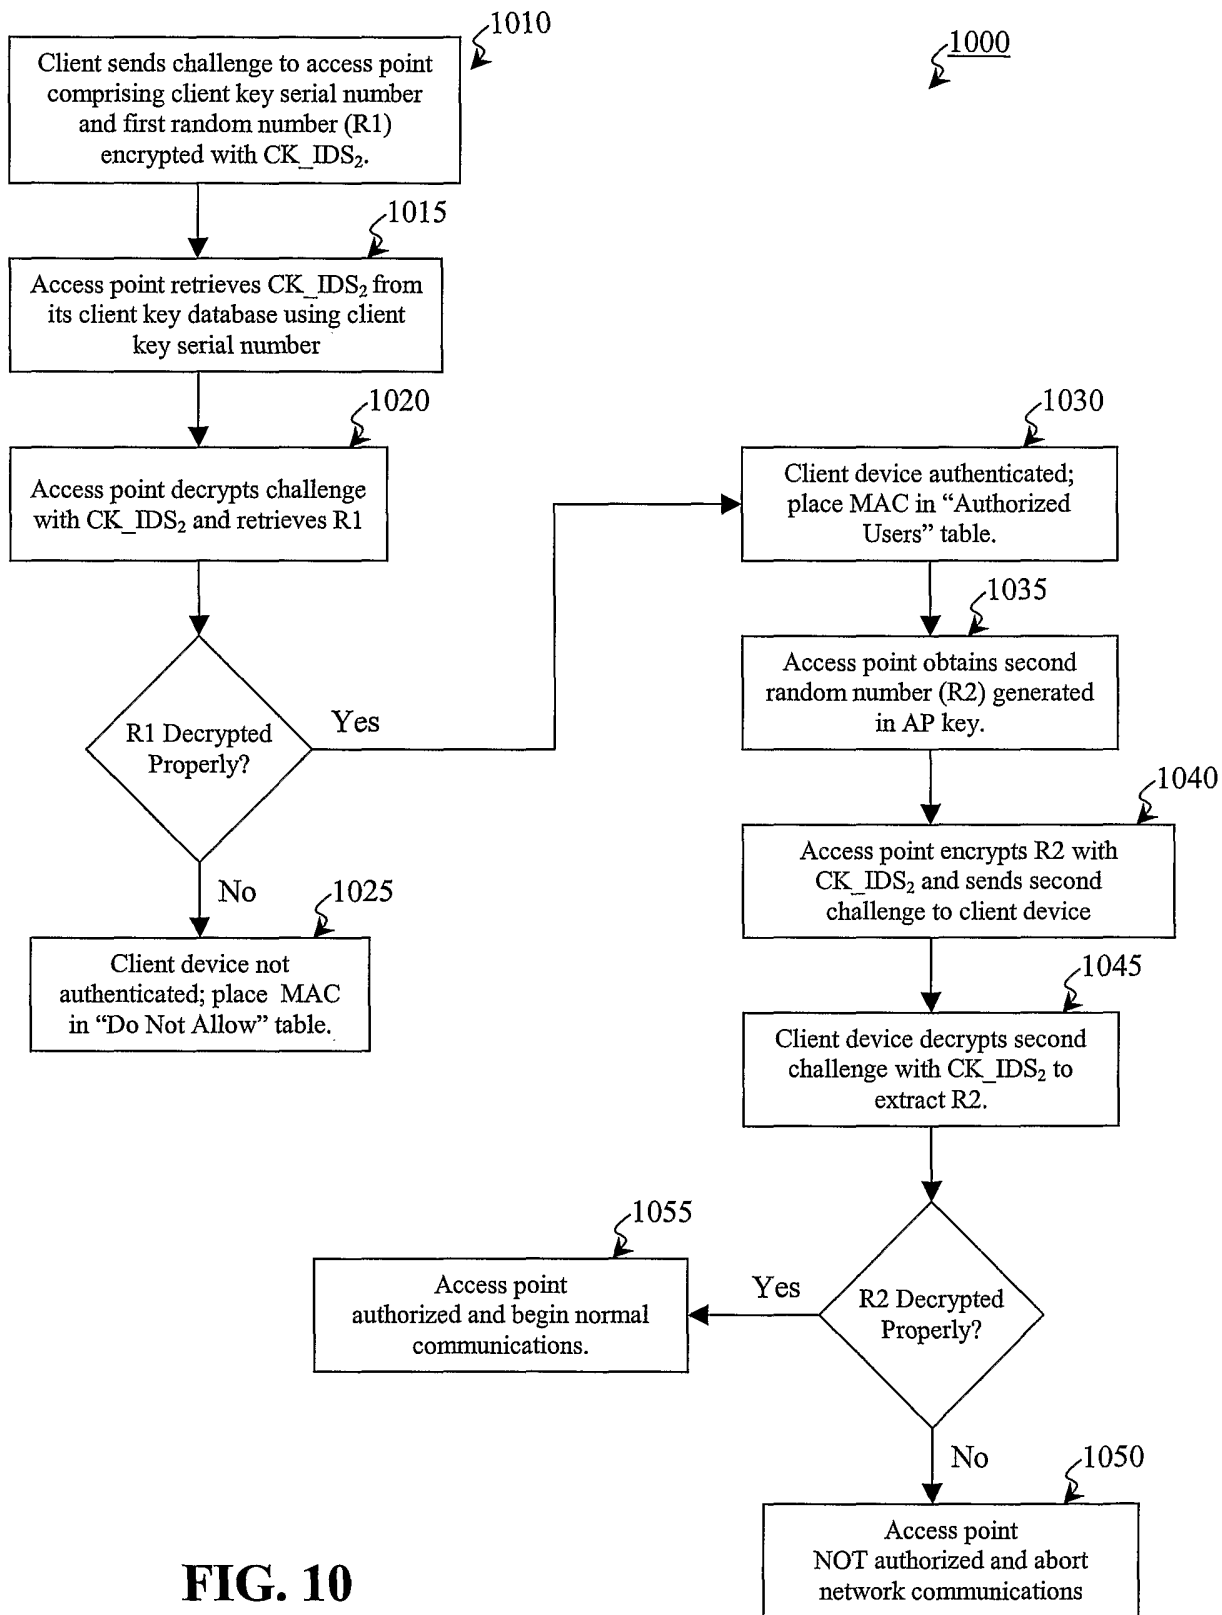 1010
1000
Client sends challenge to access point
comprising client key serial number
and first random number (R1)
encrypted with CK_IDS₂.
1015
Access point retrieves CK_IDS₂ from
its client key database using client
key serial number
1020
Access point decrypts challenge
with CK_IDS₂ and retrieves R1
R1 Decrypted
Properly?
Yes
No
1025
Client device not
authenticated; place MAC
in “Do Not Allow” table.
1030
Client device authenticated;
place MAC in “Authorized
Users” table.
1035
Access point obtains second
random number (R2) generated
in AP key.
1040
Access point encrypts R2 with
CK_IDS₂ and sends second
challenge to client device
1045
Client device decrypts second
challenge with CK_IDS₂ to
extract R2.
R2 Decrypted
Properly?
Yes
1055
Access point
authorized and begin normal
communications.
No
1050
Access point
NOT authorized and abort
network communications
FIG. 10